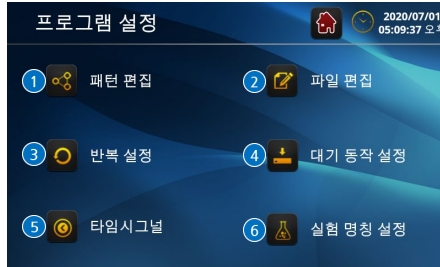 프로그램 설정
2020/07/01
05:09:37 오후
1 패턴 편집
2 파일 편집
3 반복 설정
4 대기 동작 설정
5 타임시그널
6 실험 명칭 설정